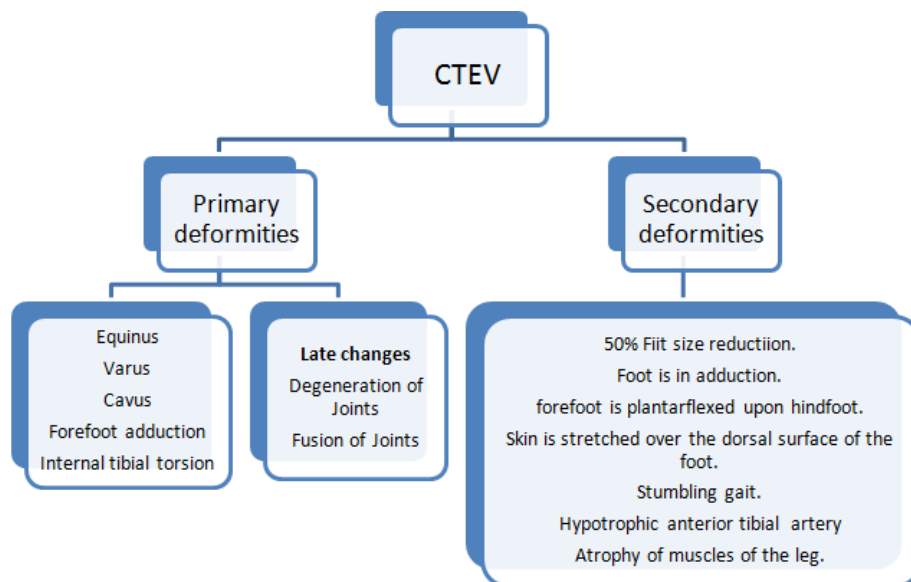 CTEV
Primary
deformities
Secondary
deformities
Equinus
Varus
Cavus
Forefoot adduction
Internal tibial torsion
Late changes
Degeneration of
Joints
Fusion of Joints
50% Fiit size reductiion.
Foot is in adduction.
forefoot is plantarflexed upon hindfoot.
Skin is stretched over the dorsal surface of the
foot.
Stumbling gait.
Hypotrophic anterior tibial artery
Atrophy of muscles of the leg.